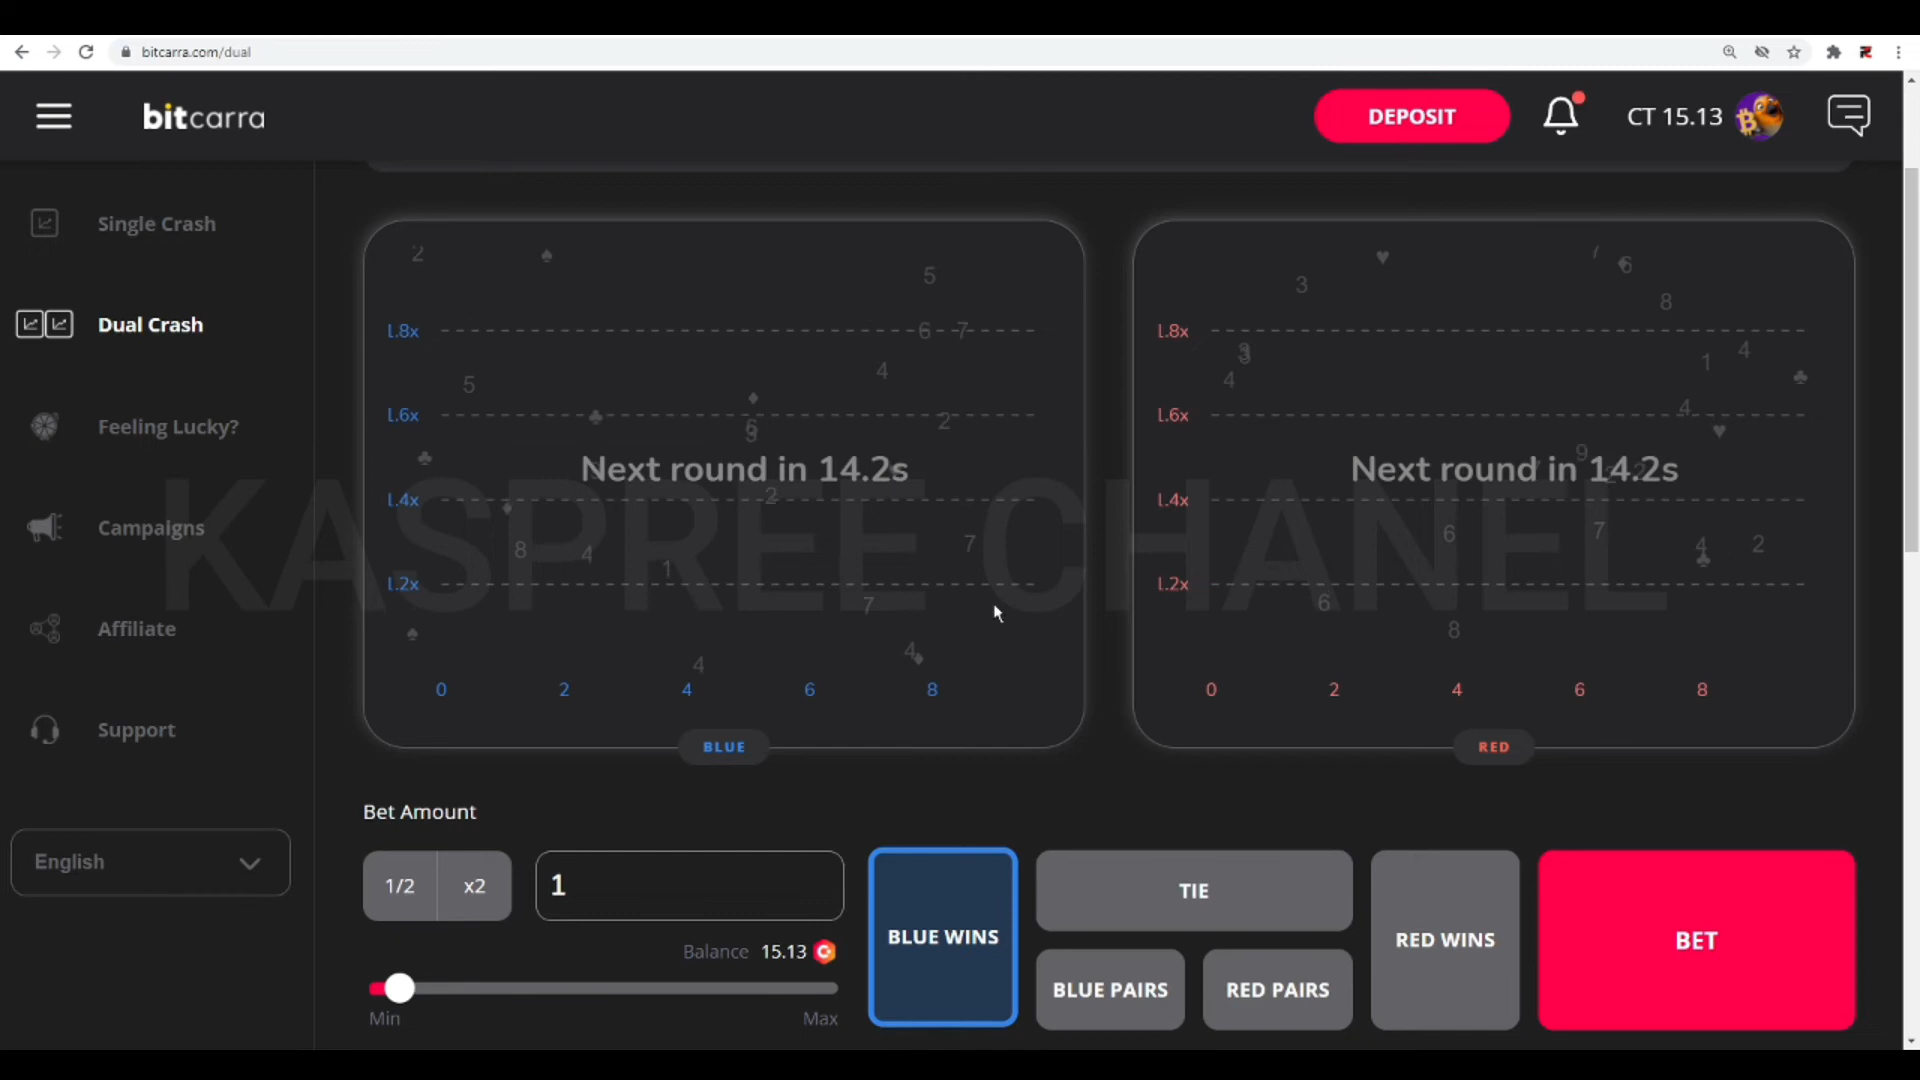 bitcarra.com/dual
bitcarra
DEPOSIT
CT 15.13
Single Crash
Dual Crash
Feeling Lucky?
Campaigns
Affiliate
Support
English
1.8x
1.6x
1.4x
1.2x
Next round in 14.2s
0 2 4 6 8
BLUE
1.8x
1.6x
1.4x
1.2x
Next round in 14.2s
0 2 4 6 8
RED
KASPREE CHANEL
Bet Amount
1/2
x2
1
Balance 15.13
Min
Max
BLUE WINS
TIE
BLUE PAIRS
RED PAIRS
RED WINS
BET